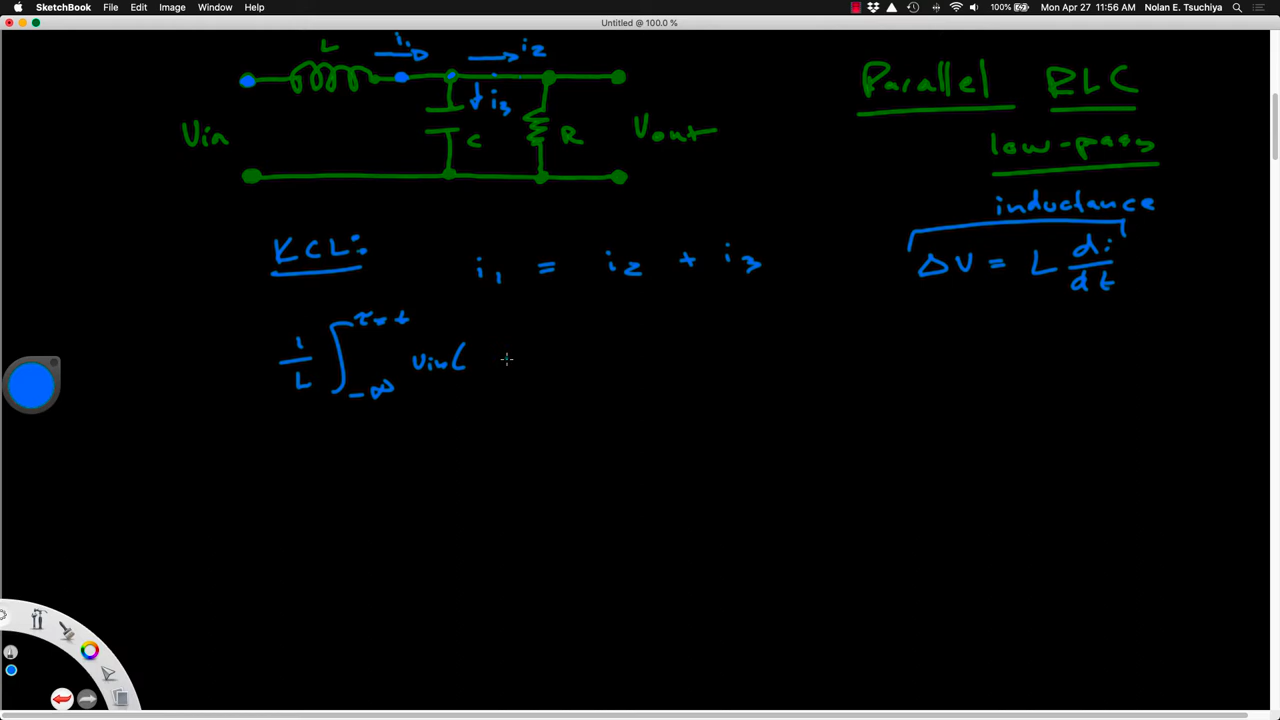 SketchBook File Edit Image Window Help 100% Mon Apr 27 11:56 AM Nolan E. Tsuchiya
Untitled @ 100.0 %
L i₁ i₂
Parallel RLC
i₃
Vin C R Vout
low-pass
inductance
KCL: i₁ = i₂ + i₃
ΔV = L di/dt
1/L ∫_{-∞}^{τ=t} Vin(